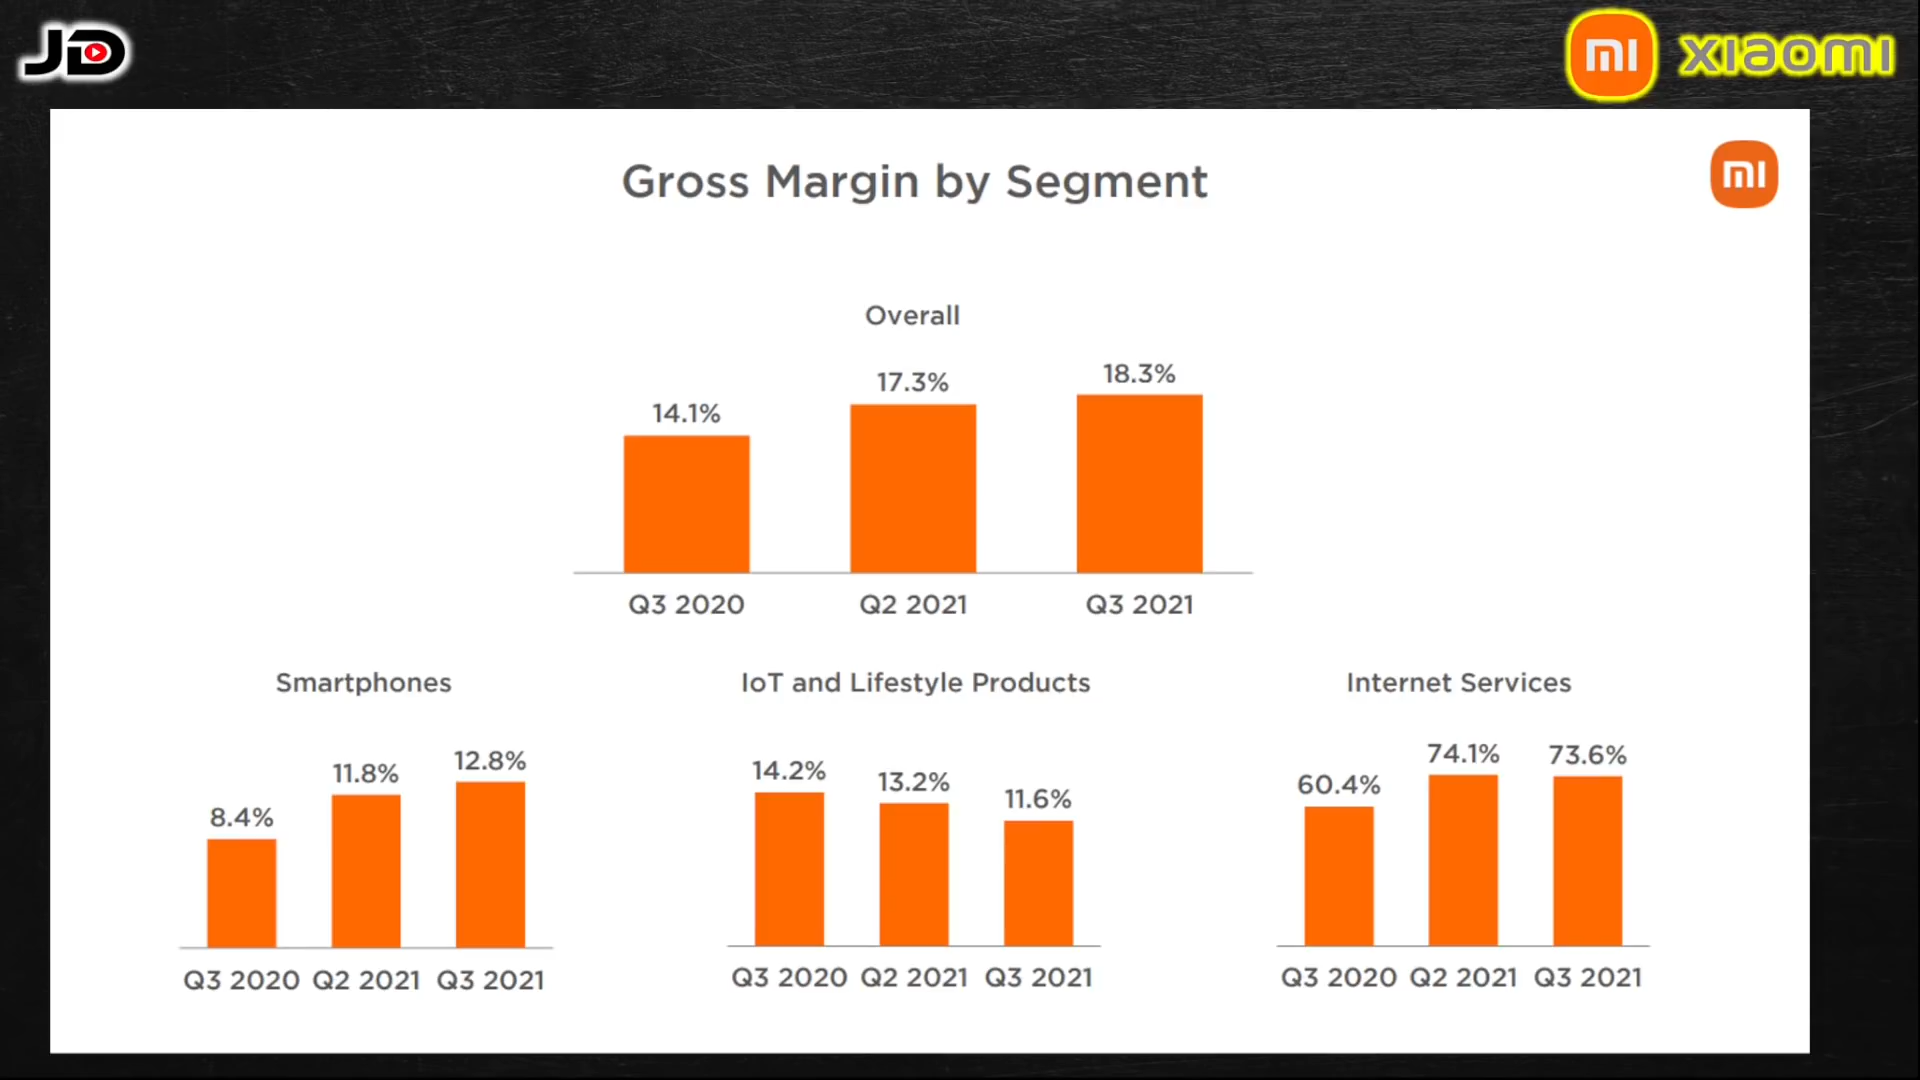 JD
mi xiaomi
Gross Margin by Segment
mi
Overall
14.1% 17.3% 18.3%
Q3 2020 Q2 2021 Q3 2021
Smartphones
8.4% 11.8% 12.8%
Q3 2020 Q2 2021 Q3 2021
IoT and Lifestyle Products
14.2% 13.2% 11.6%
Q3 2020 Q2 2021 Q3 2021
Internet Services
60.4% 74.1% 73.6%
Q3 2020 Q2 2021 Q3 2021